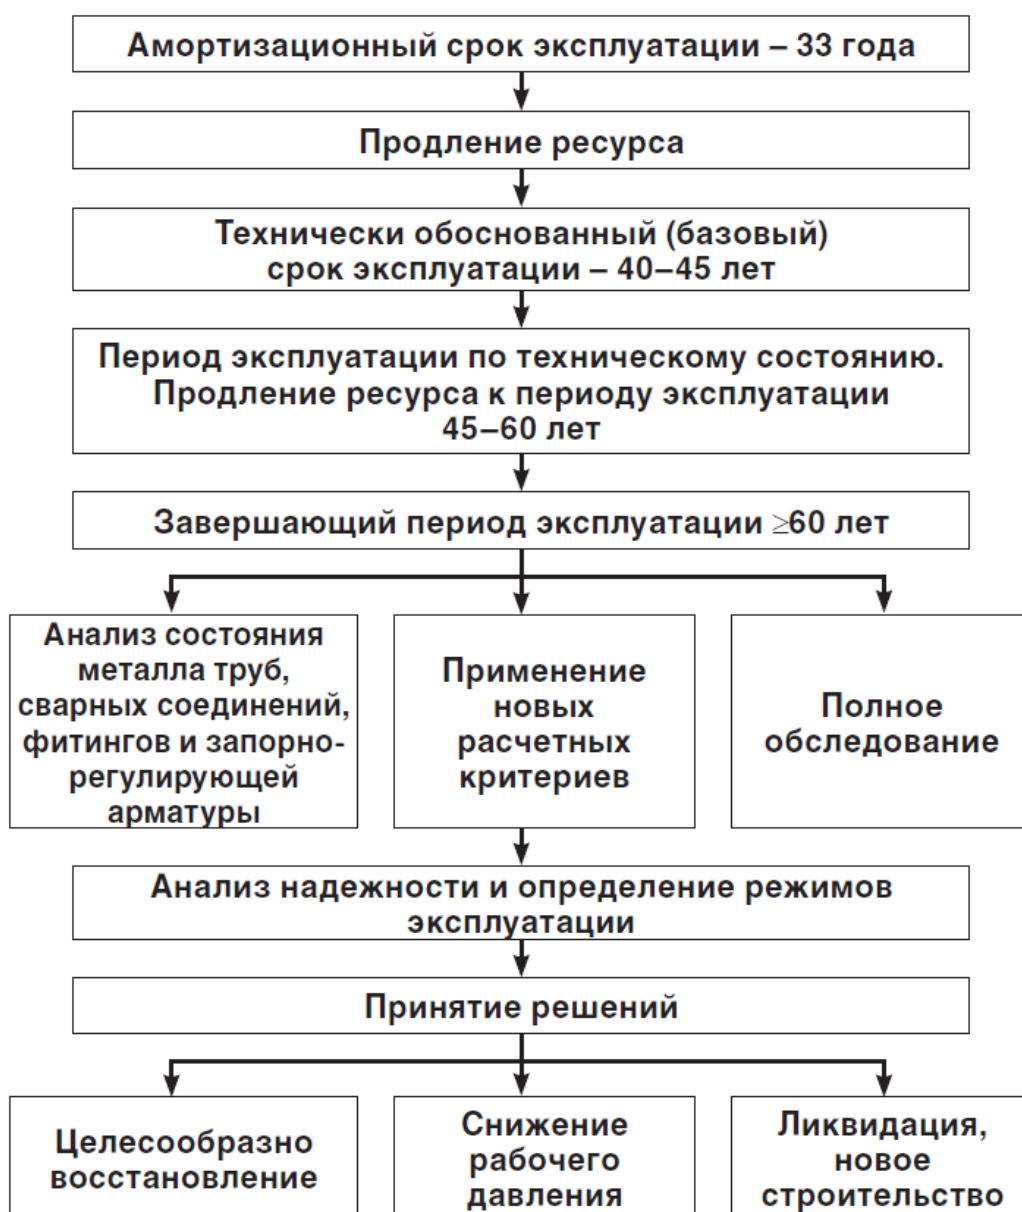 Амортизационный срок эксплуатации – 33 года
Продление ресурса
Технически обоснованный (базовый)
срок эксплуатации – 40–45 лет
Период эксплуатации по техническому состоянию.
Продление ресурса к периоду эксплуатации
45–60 лет
Завершающий период эксплуатации ≥60 лет
Анализ состояния
металла труб,
сварных соединений,
фитингов и запорно-
регулирующей
арматуры
Применение
новых
расчетных
критериев
Полное
обследование
Анализ надежности и определение режимов
эксплуатации
Принятие решений
Целесообразно
восстановление
Снижение
рабочего
давления
Ликвидация,
новое
строительство